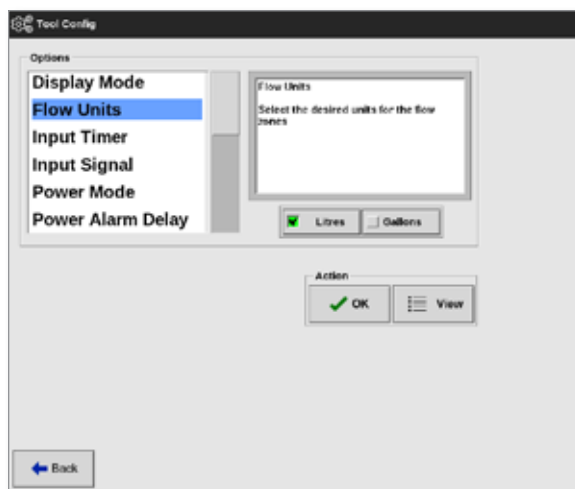 Tool Config
Options
Display Mode
Flow Units
Input Timer
Input Signal
Power Mode
Power Alarm Delay
Flow Units
Select the desired units for the flow
zones
Litres
Gallons
Action
OK
View
Back